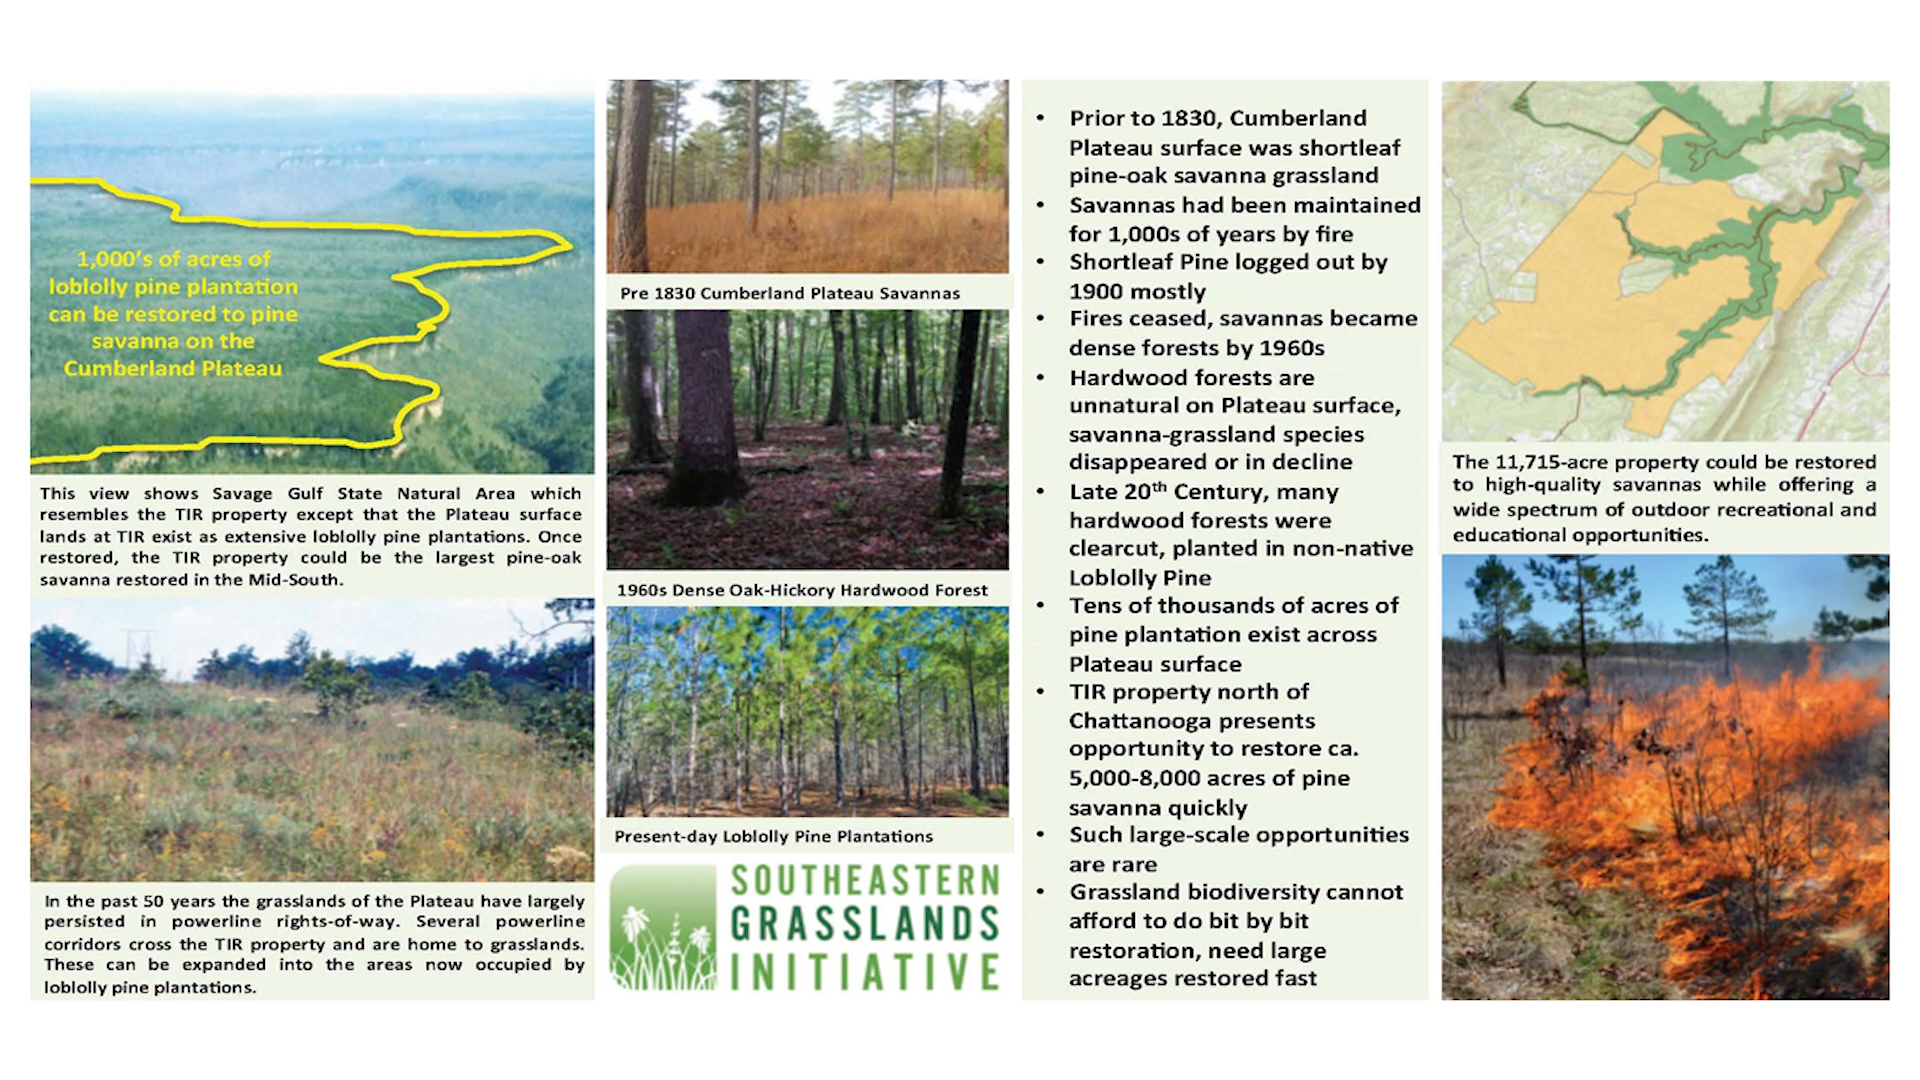 1,000's of acres of
loblolly pine plantation
can be restored to pine
savanna on the
Cumberland Plateau
This view shows Savage Gulf State Natural Area which
resembles the TIR property except that the Plateau surface
lands at TIR exist as extensive loblolly pine plantations. Once
restored, the TIR property could be the largest pine-oak
savanna restored in the Mid-South.
In the past 50 years the grasslands of the Plateau have largely
persisted in powerline rights-of-way. Several powerline
corridors cross the TIR property and are home to grasslands.
These can be expanded into the areas now occupied by
loblolly pine plantations.
Pre 1830 Cumberland Plateau Savannas
1960s Dense Oak-Hickory Hardwood Forest
Present-day Loblolly Pine Plantations
SOUTHEASTERN
GRASSLANDS
INITIATIVE
• Prior to 1830, Cumberland
Plateau surface was shortleaf
pine-oak savanna grassland
• Savannas had been maintained
for 1,000s of years by fire
• Shortleaf Pine logged out by
1900 mostly
• Fires ceased, savannas became
dense forests by 1960s
• Hardwood forests are
unnatural on Plateau surface,
savanna-grassland species
disappeared or in decline
• Late 20th Century, many
hardwood forests were
clearcut, planted in non-native
Loblolly Pine
• Tens of thousands of acres of
pine plantation exist across
Plateau surface
• TIR property north of
Chattanooga presents
opportunity to restore ca.
5,000-8,000 acres of pine
savanna quickly
• Such large-scale opportunities
are rare
• Grassland biodiversity cannot
afford to do bit by bit
restoration, need large
acreages restored fast
The 11,715-acre property could be restored
to high-quality savannas while offering a
wide spectrum of outdoor recreational and
educational opportunities.